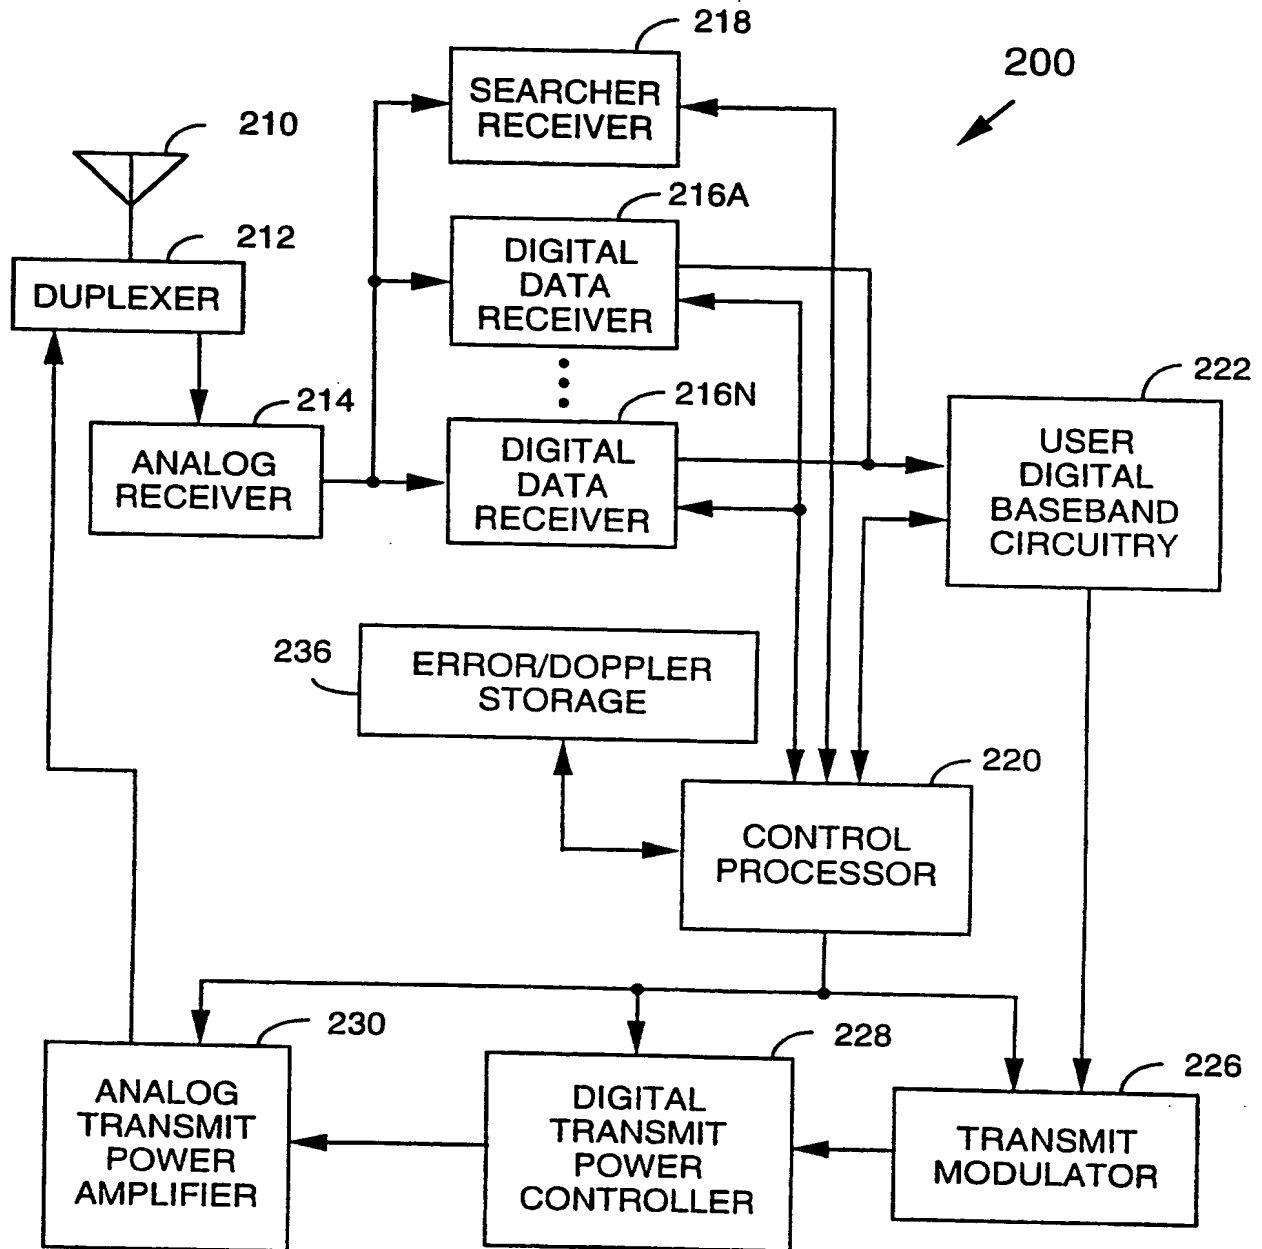 218
200
SEARCHER
RECEIVER
210
216A
212
DIGITAL
DATA
RECEIVER
DUPLEXER
222
214
216N
USER
DIGITAL
BASEBAND
CIRCUITRY
ANALOG
RECEIVER
DIGITAL
DATA
RECEIVER
236
ERROR/DOPPLER
STORAGE
220
CONTROL
PROCESSOR
230
228
226
ANALOG
TRANSMIT
POWER
AMPLIFIER
DIGITAL
TRANSMIT
POWER
CONTROLLER
TRANSMIT
MODULATOR